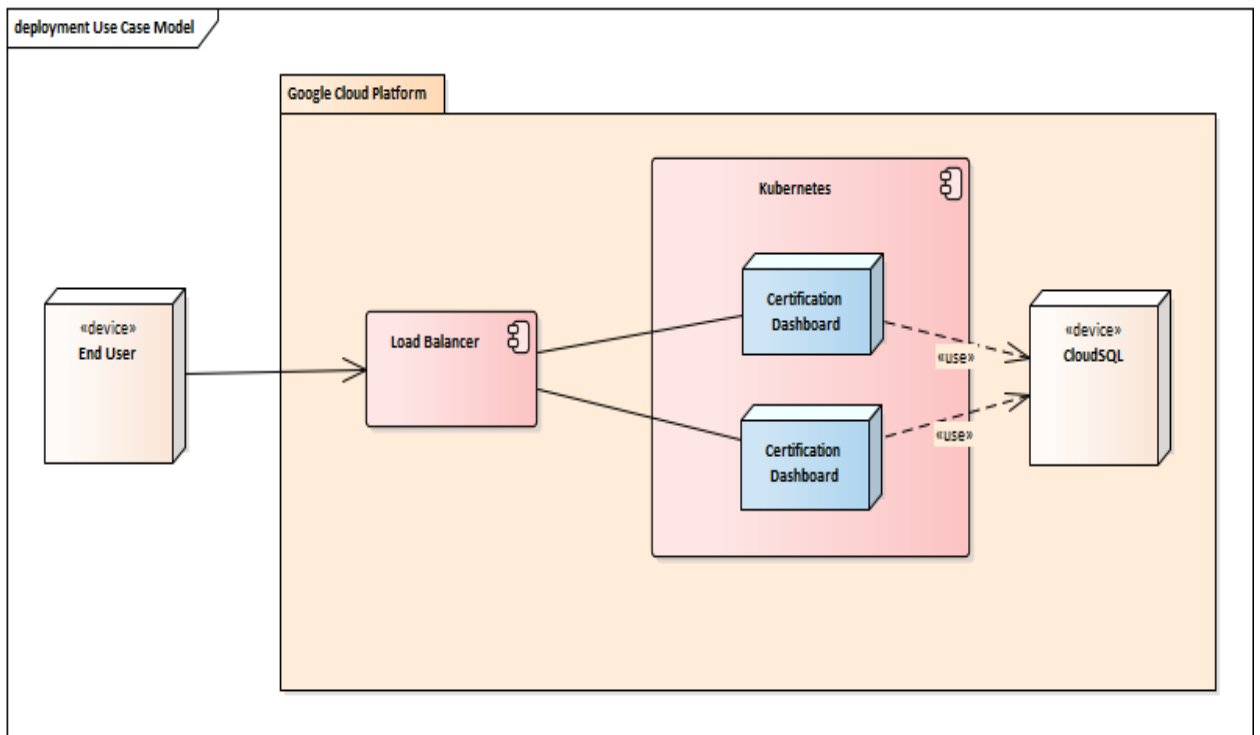 deployment Use Case Model
Google Cloud Platform
Kubernetes
«device»
End User
Load Balancer
Certification
Dashboard
«use»
«device»
CloudSQL
Certification
Dashboard
«use»